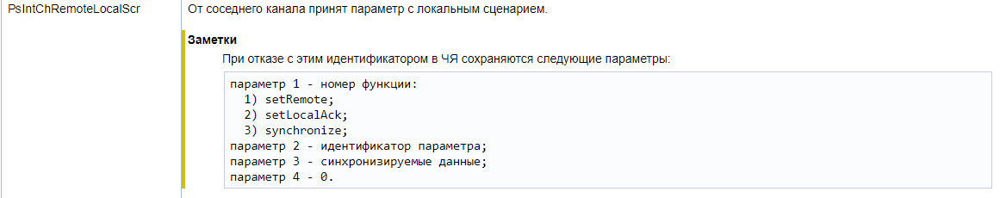 PsIntChRemoteLocalScr
От соседнего канала принят параметр с локальным сценарием.
Заметки
При отказе с этим идентификатором в ЧЯ сохраняются следующие параметры:
параметр 1 - номер функции:
1) setRemote;
2) setLocalAck;
3) synchronize;
параметр 2 - идентификатор параметра;
параметр 3 - синхронизируемые данные;
параметр 4 - 0.